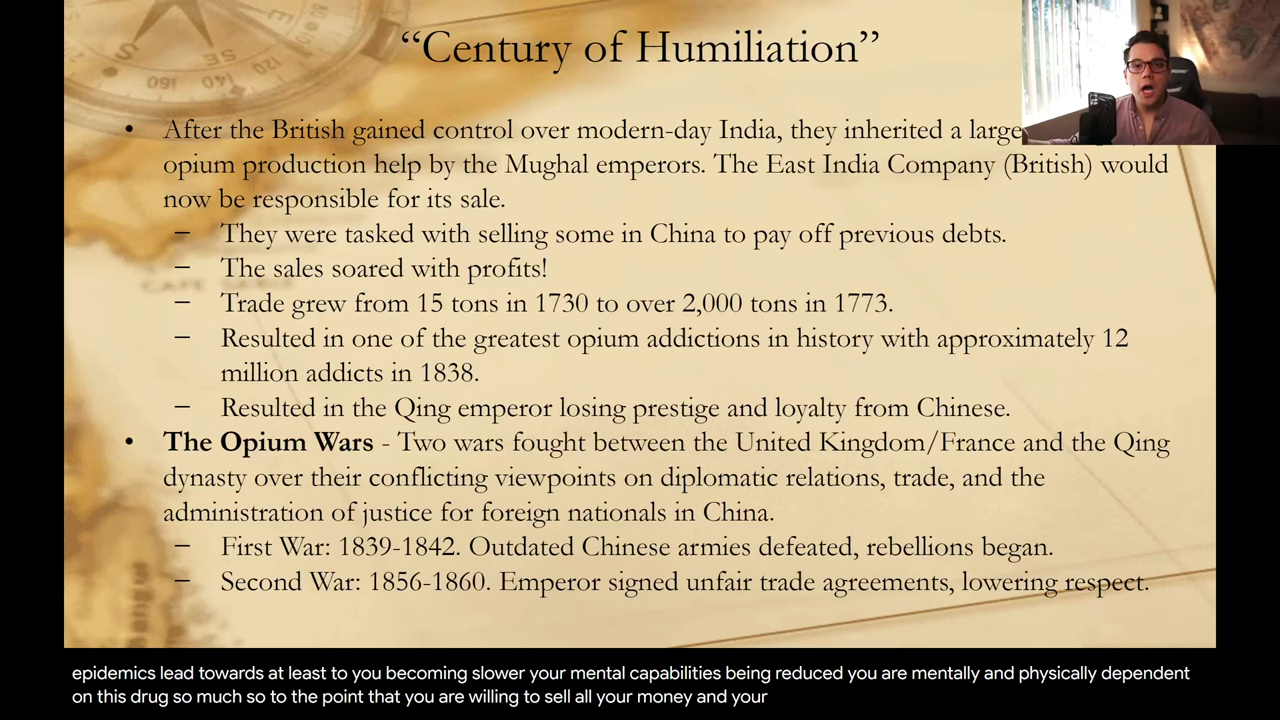 “Century of Humiliation”
• After the British gained control over modern-day India, they inherited a large
opium production help by the Mughal emperors. The East India Company (British) would
now be responsible for its sale.
– They were tasked with selling some in China to pay off previous debts.
– The sales soared with profits!
– Trade grew from 15 tons in 1730 to over 2,000 tons in 1773.
– Resulted in one of the greatest opium addictions in history with approximately 12
million addicts in 1838.
– Resulted in the Qing emperor losing prestige and loyalty from Chinese.
• The Opium Wars - Two wars fought between the United Kingdom/France and the Qing
dynasty over their conflicting viewpoints on diplomatic relations, trade, and the
administration of justice for foreign nationals in China.
– First War: 1839-1842. Outdated Chinese armies defeated, rebellions began.
– Second War: 1856-1860. Emperor signed unfair trade agreements, lowering respect.
epidemics lead towards at least to you becoming slower your mental capabilities being reduced you are mentally and physically dependent
on this drug so much so to the point that you are willing to sell all your money and your